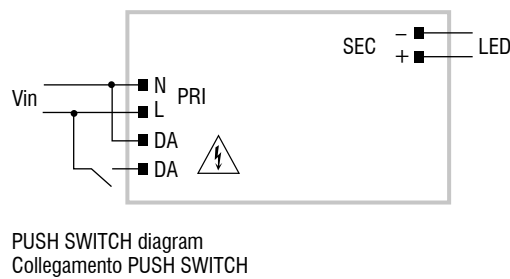 – 
SEC
+
LED
Vin
N
PRI
L
DA
DA
PUSH SWITCH diagram
Collegamento PUSH SWITCH